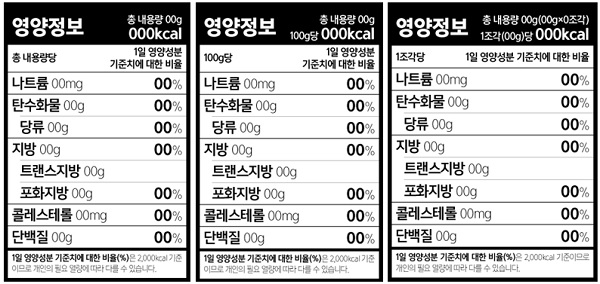 영양정보
총 내용량 00g
000kcal
총 내용량당
1일 영양성분
기준치에 대한 비율
나트륨 00mg 00%
탄수화물 00g 00%
당류 00g 00%
지방 00g 00%
트랜스지방 00g
포화지방 00g 00%
콜레스테롤 00mg 00%
단백질 00g 00%
1일 영양성분 기준치에 대한 비율(%)은 2,000kcal 기준
이므로 개인의 필요 열량에 따라 다를 수 있습니다.
영양정보
총 내용량 00g
100g당 000kcal
100g당
1일 영양성분
기준치에 대한 비율
나트륨 00mg 00%
탄수화물 00g 00%
당류 00g 00%
지방 00g 00%
트랜스지방 00g
포화지방 00g 00%
콜레스테롤 00mg 00%
단백질 00g 00%
1일 영양성분 기준치에 대한 비율(%)은 2,000kcal 기준
이므로 개인의 필요 열량에 따라 다를 수 있습니다.
영양정보
총 내용량 00g(00g×0조각)
1조각(00g)당 000kcal
1조각당 1일 영양성분 기준치에 대한 비율
나트륨 00mg 00%
탄수화물 00g 00%
당류 00g 00%
지방 00g 00%
트랜스지방 00g
포화지방 00g 00%
콜레스테롤 00mg 00%
단백질 00g 00%
1일 영양성분 기준치에 대한 비율(%)은 2,000kcal 기준이므로
개인의 필요 열량에 따라 다를 수 있습니다.